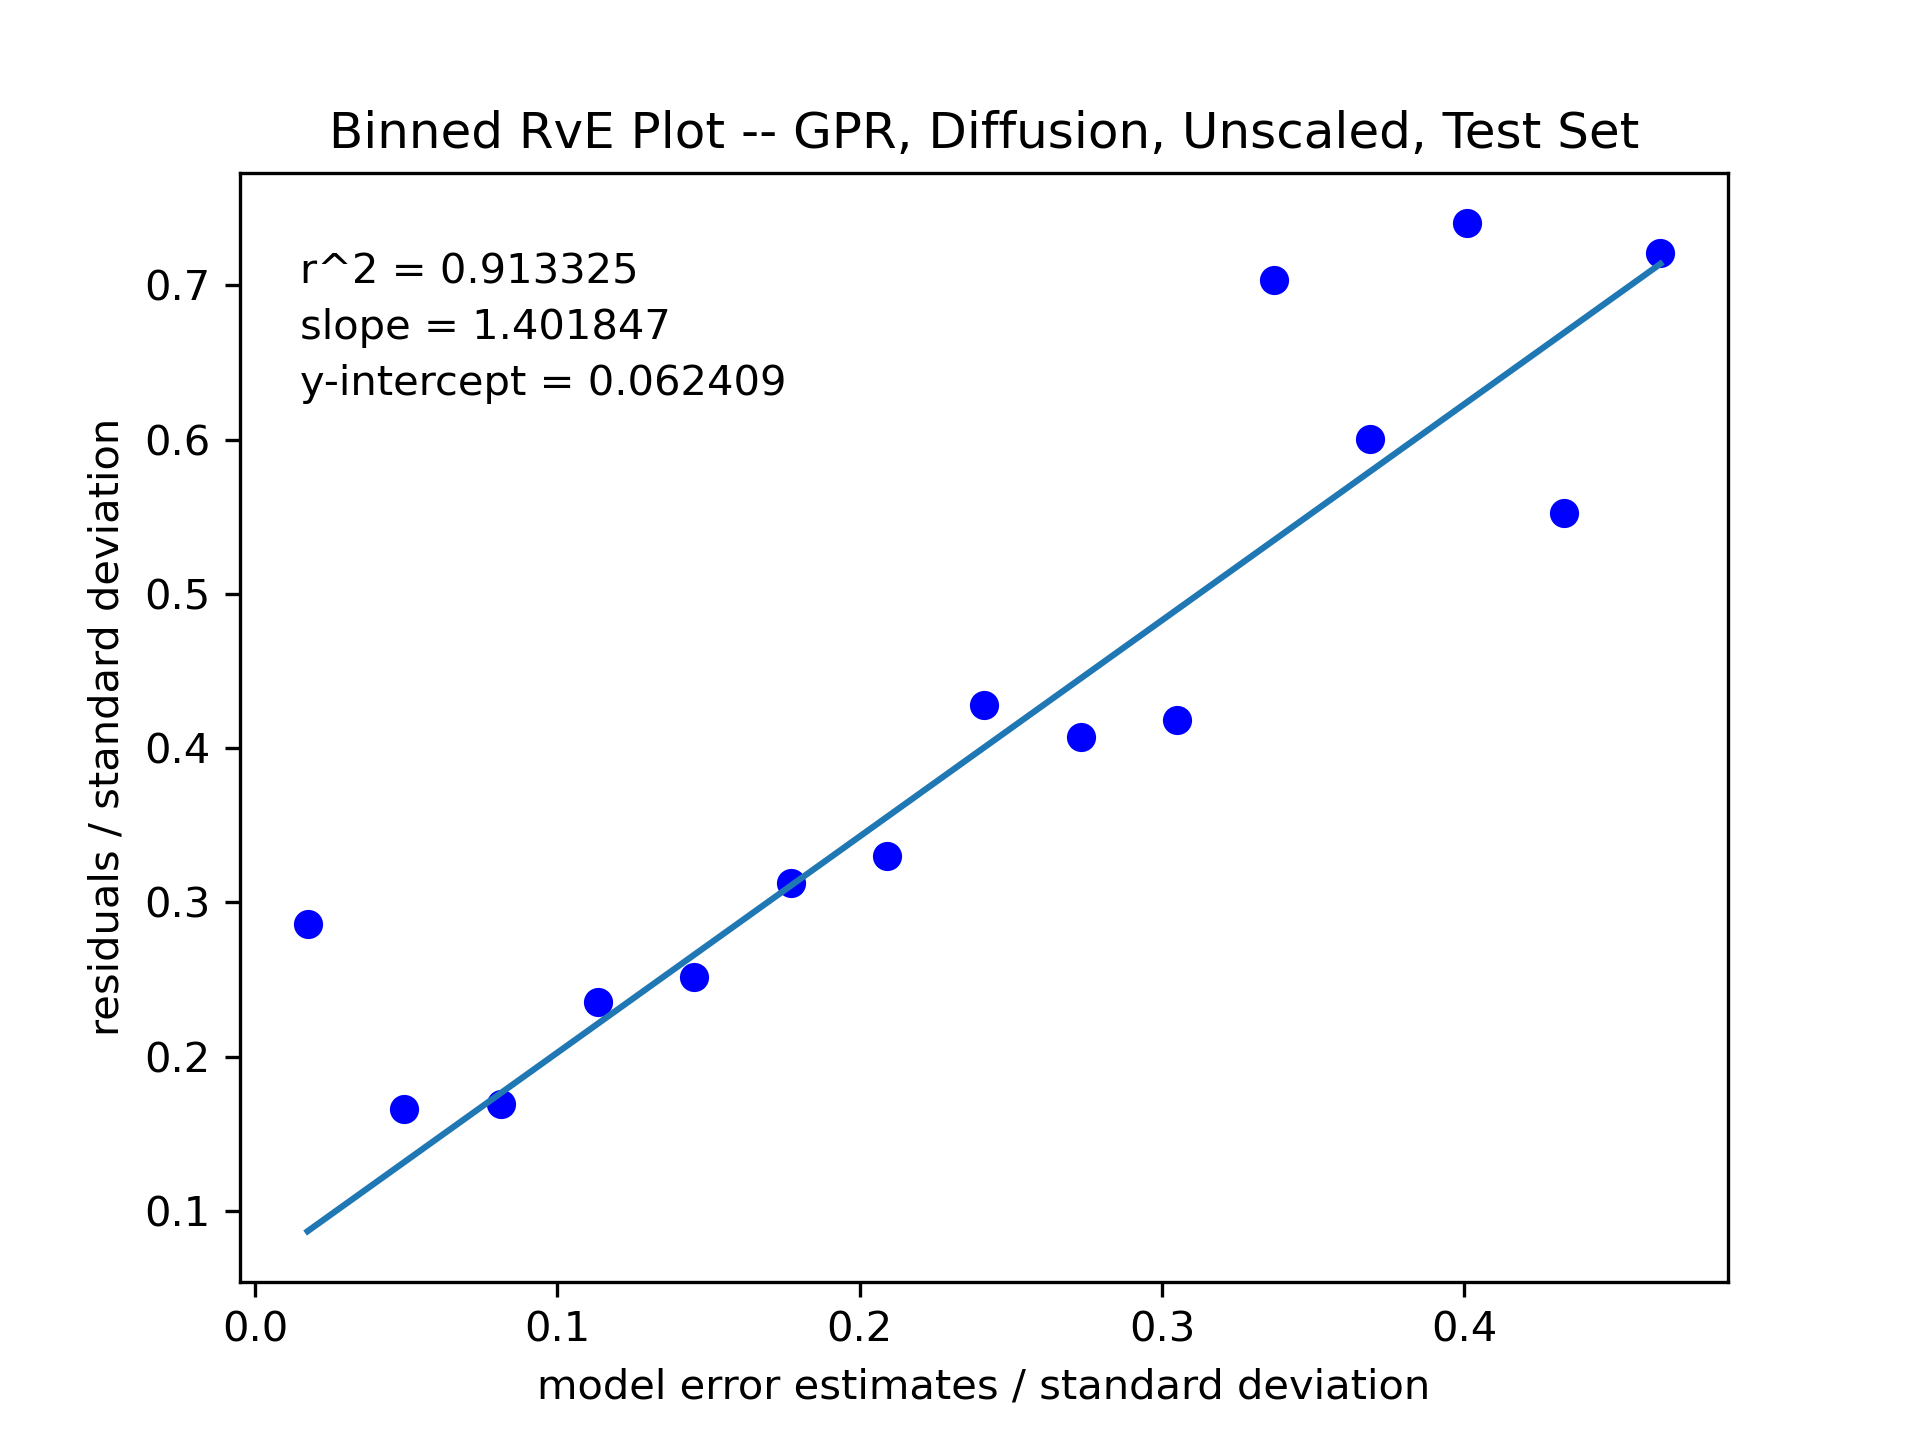 Binned RvE Plot -- GPR, Diffusion, Unscaled, Test Set
r^2 = 0.913325
slope = 1.401847
y-intercept = 0.062409
residuals / standard deviation
0.7
0.6
0.5
0.4
0.3
0.2
0.1
0.0 0.1 0.2 0.3 0.4
model error estimates / standard deviation